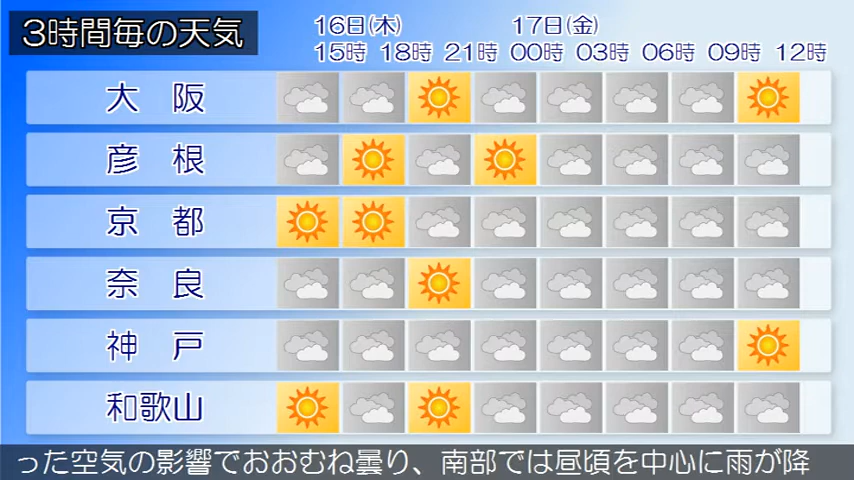 3時間毎の天気
16日(木) 17日(金)
15時 18時 21時 00時 03時 06時 09時 12時
大 阪
彦 根
京 都
奈 良
神 戸
和歌山
った空気の影響でおおむね曇り、南部では昼頃を中心に雨が降